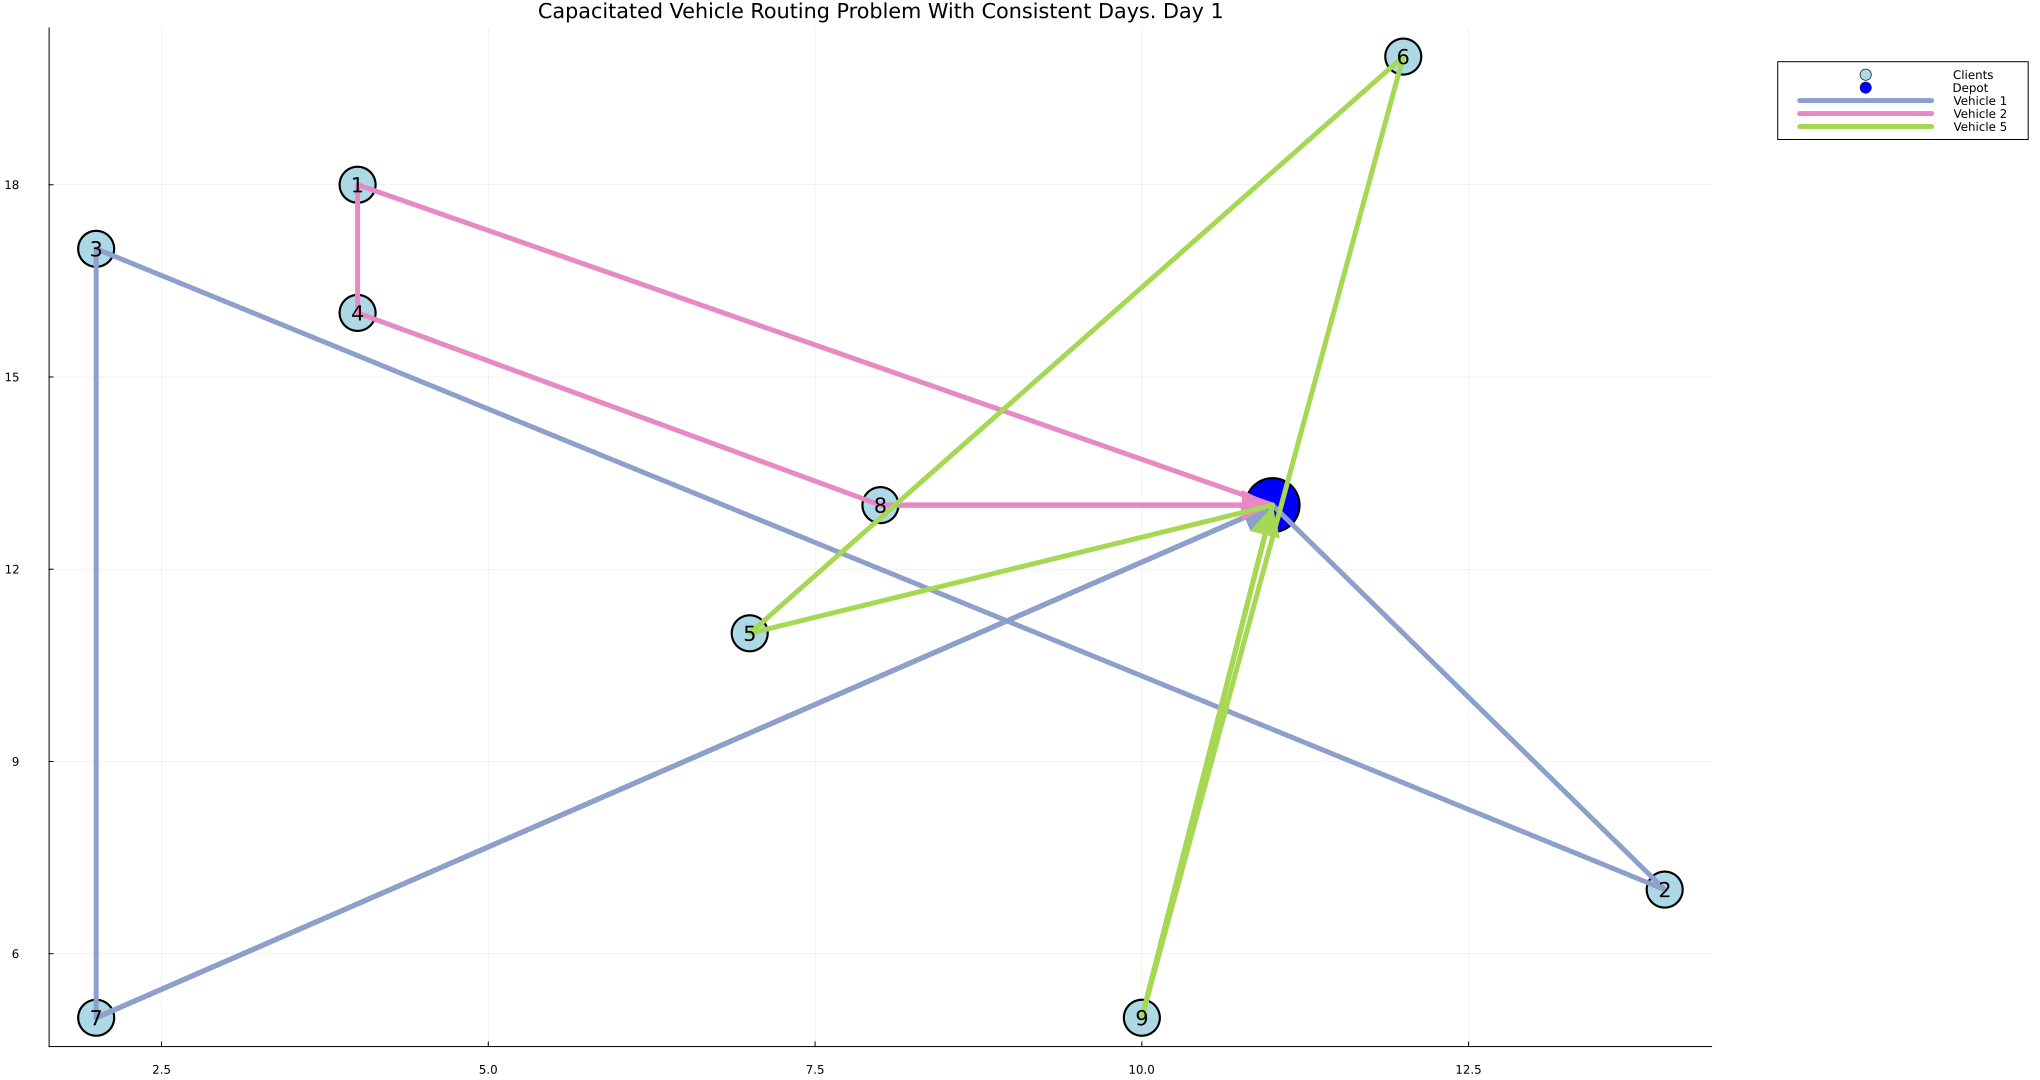 Capacitated Vehicle Routing Problem With Consistent Days. Day 1
Clients
Depot
Vehicle 1
Vehicle 2
Vehicle 5
6
1
3
4
8
5
2
7
9
18
15
12
9
6
2.5 5.0 7.5 10.0 12.5